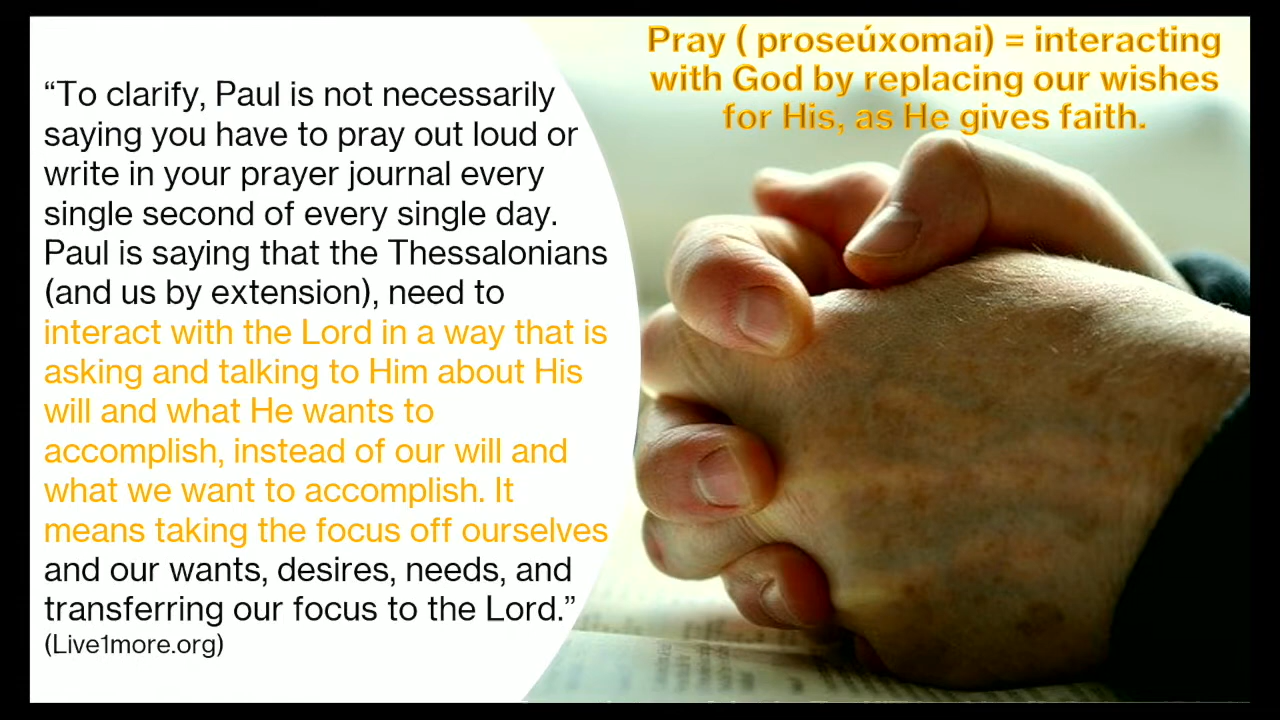 Pray ( proseúxomai) = interacting
with God by replacing our wishes
for His, as He gives faith.
“To clarify, Paul is not necessarily
saying you have to pray out loud or
write in your prayer journal every
single second of every single day.
Paul is saying that the Thessalonians
(and us by extension), need to
interact with the Lord in a way that is
asking and talking to Him about His
will and what He wants to
accomplish, instead of our will and
what we want to accomplish. It
means taking the focus off ourselves
and our wants, desires, needs, and
transferring our focus to the Lord.”
(Live1more.org)